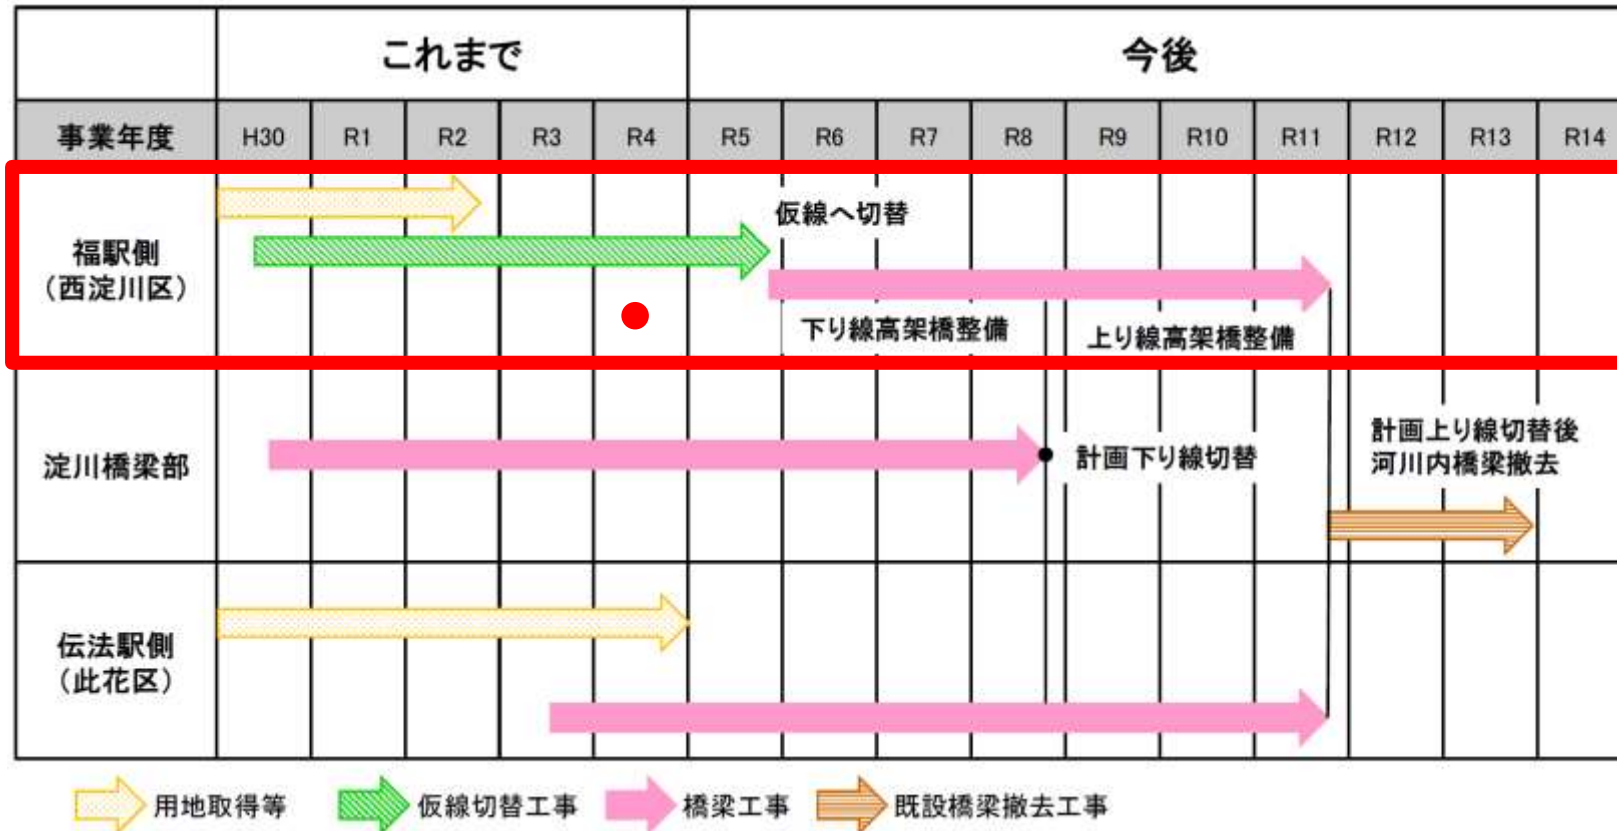 これまで
今後
事業年度 H30 R1 R2 R3 R4 R5 R6 R7 R8 R9 R10 R11 R12 R13 R14
福駅側
（西淀川区）
仮線へ切替
下り線高架橋整備
上り線高架橋整備
淀川橋梁部
計画下り線切替
計画上り線切替後
河川内橋梁撤去
伝法駅側
（此花区）
用地取得等 仮線切替工事 橋梁工事 既設橋梁撤去工事